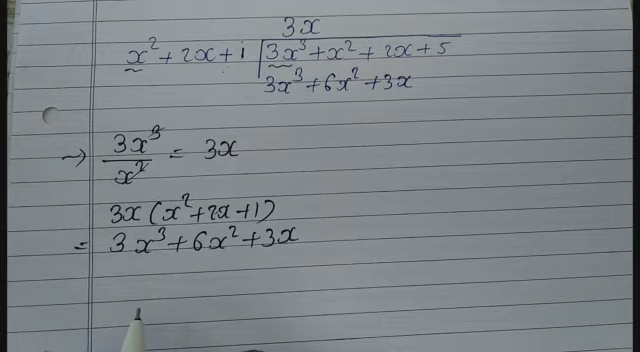 3x
x² + 2x + 1 | 3x³ + x² + 2x + 5
3x³ + 6x² + 3x
→ 3x³ / x² = 3x
3x (x² + 2x + 1)
= 3x³ + 6x² + 3x